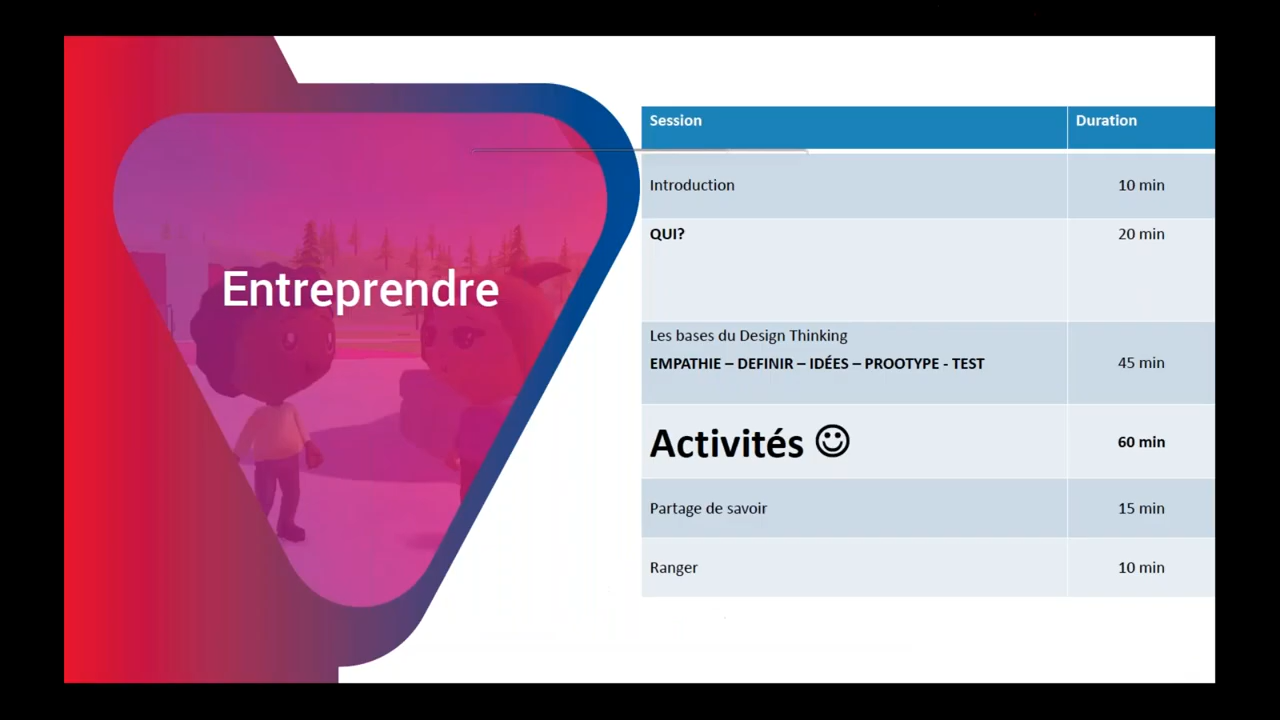 Entreprendre
Session Duration
Introduction 10 min
QUI? 20 min
Les bases du Design Thinking
EMPATHIE – DEFINIR – IDÉES – PROOTYPE - TEST 45 min
Activités ☺ 60 min
Partage de savoir 15 min
Ranger 10 min